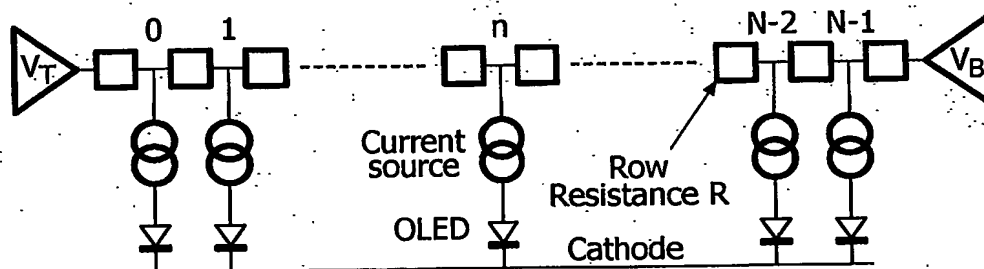 0 1 n N-2 N-1
V_T V_B
Current
source
Row
Resistance R
OLED
Cathode